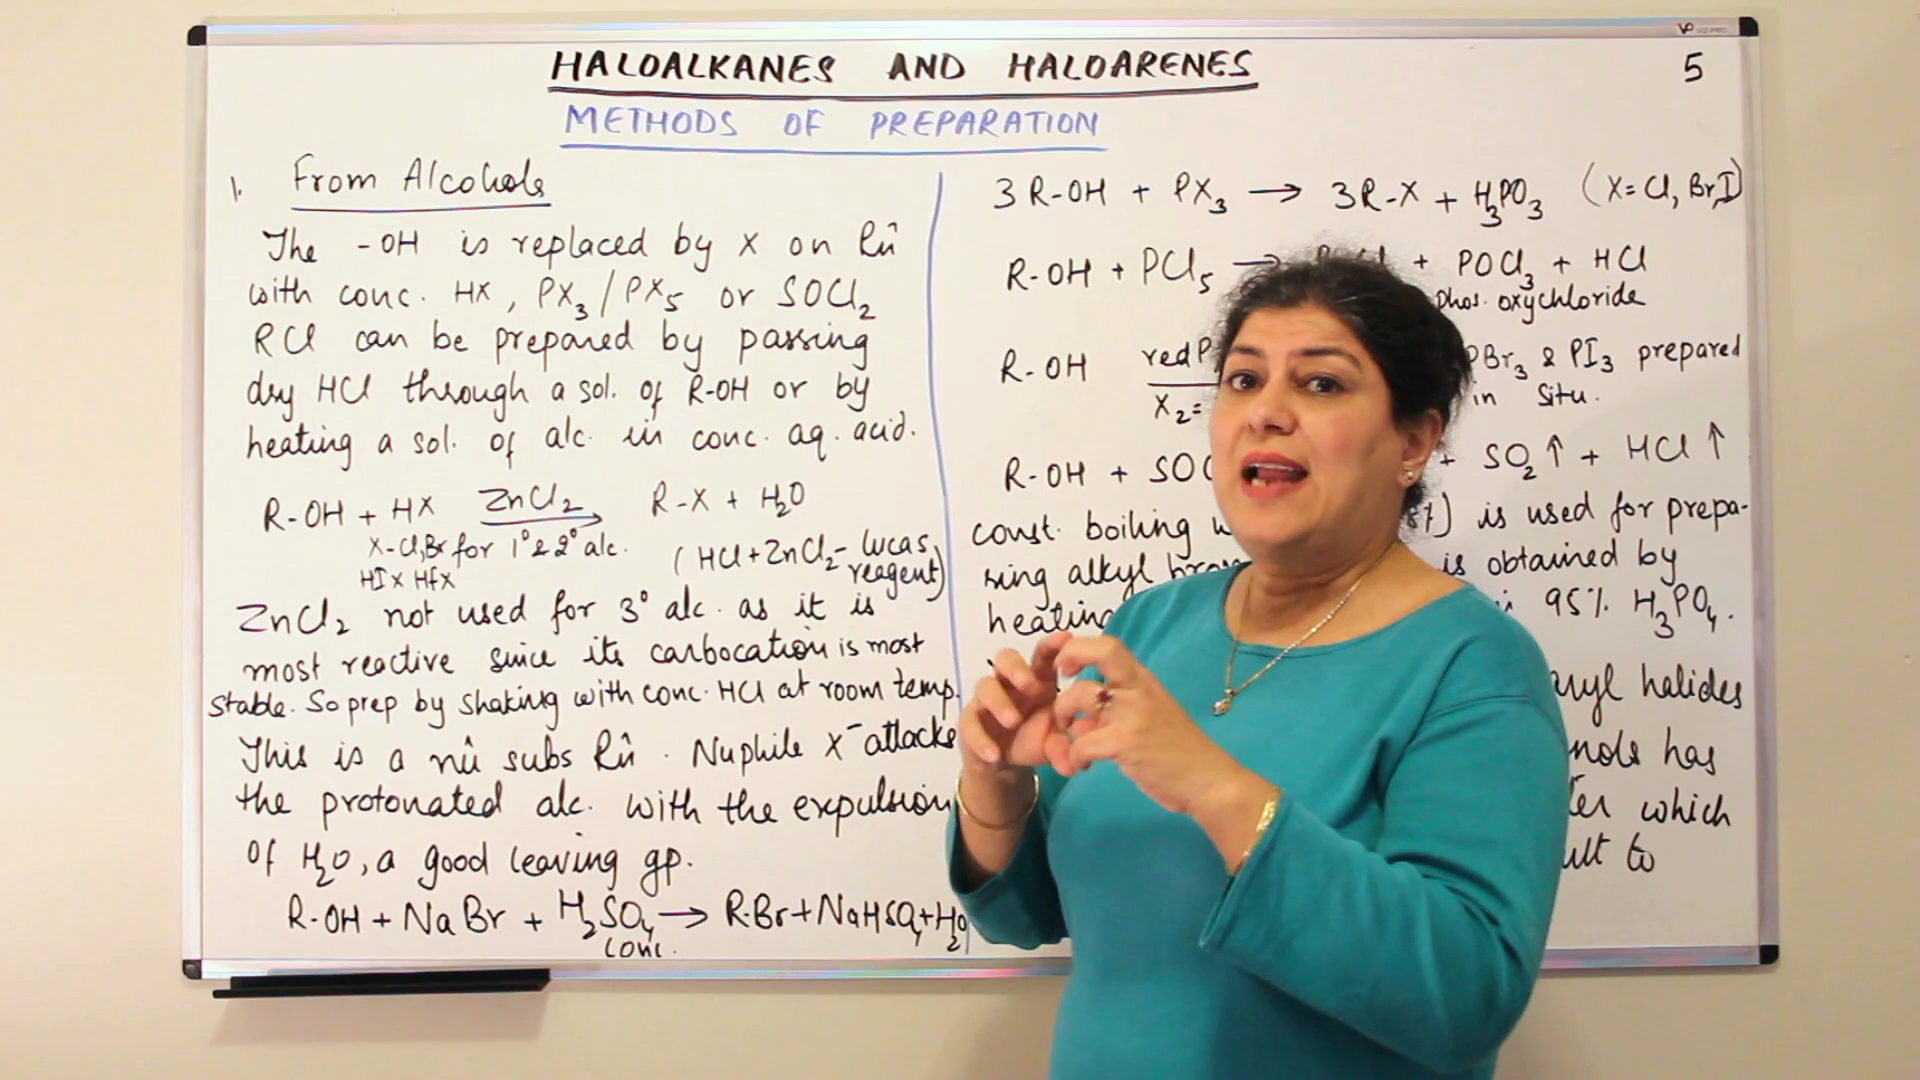 VIZ-PRO
HALOALKANES AND HALOARENES
5
METHODS OF PREPARATION
1. From Alcohols
The -OH is replaced by X on Rn̂
with conc. HX, PX₃/PX₅ or SOCl₂
RCl can be prepared by passing
dry HCl through a sol. of R-OH or by
heating a sol. of alc. in conc. aq. acid.
R-OH + HX ZnCl₂ → R-X + H₂O
X-Cl,Br for 1° & 2° alc. (HCl+ZnCl₂- Lucas
HI x Hf x reagent)
ZnCl₂ not used for 3° alc. as it is
most reactive since its carbocation is most
stable. So prep by shaking with conc. HCl at room temp.
This is a nû subs Rn̂. Nuphile X⁻ attacks
the protonated alc. with the expulsion
of H₂O, a good leaving gp.
R-OH + NaBr + H₂SO₄ → R-Br + NaHSO₄ + H₂O
conc.
3R-OH + PX₃ → 3R-X + H₃PO₃ (X = Cl, Br, I)
R-OH + PCl₅ → + POCl₃ + HCl
phos. oxychloride
R-OH red P PBr₃ & PI₃ prepared
X₂= in Situ.
R-OH + SO + SO₂↑ + HCl↑
const. boiling is used for prepa-
ring alkyl is obtained by
heating 95% H₃PO₄.
aryl halides
has
which
to